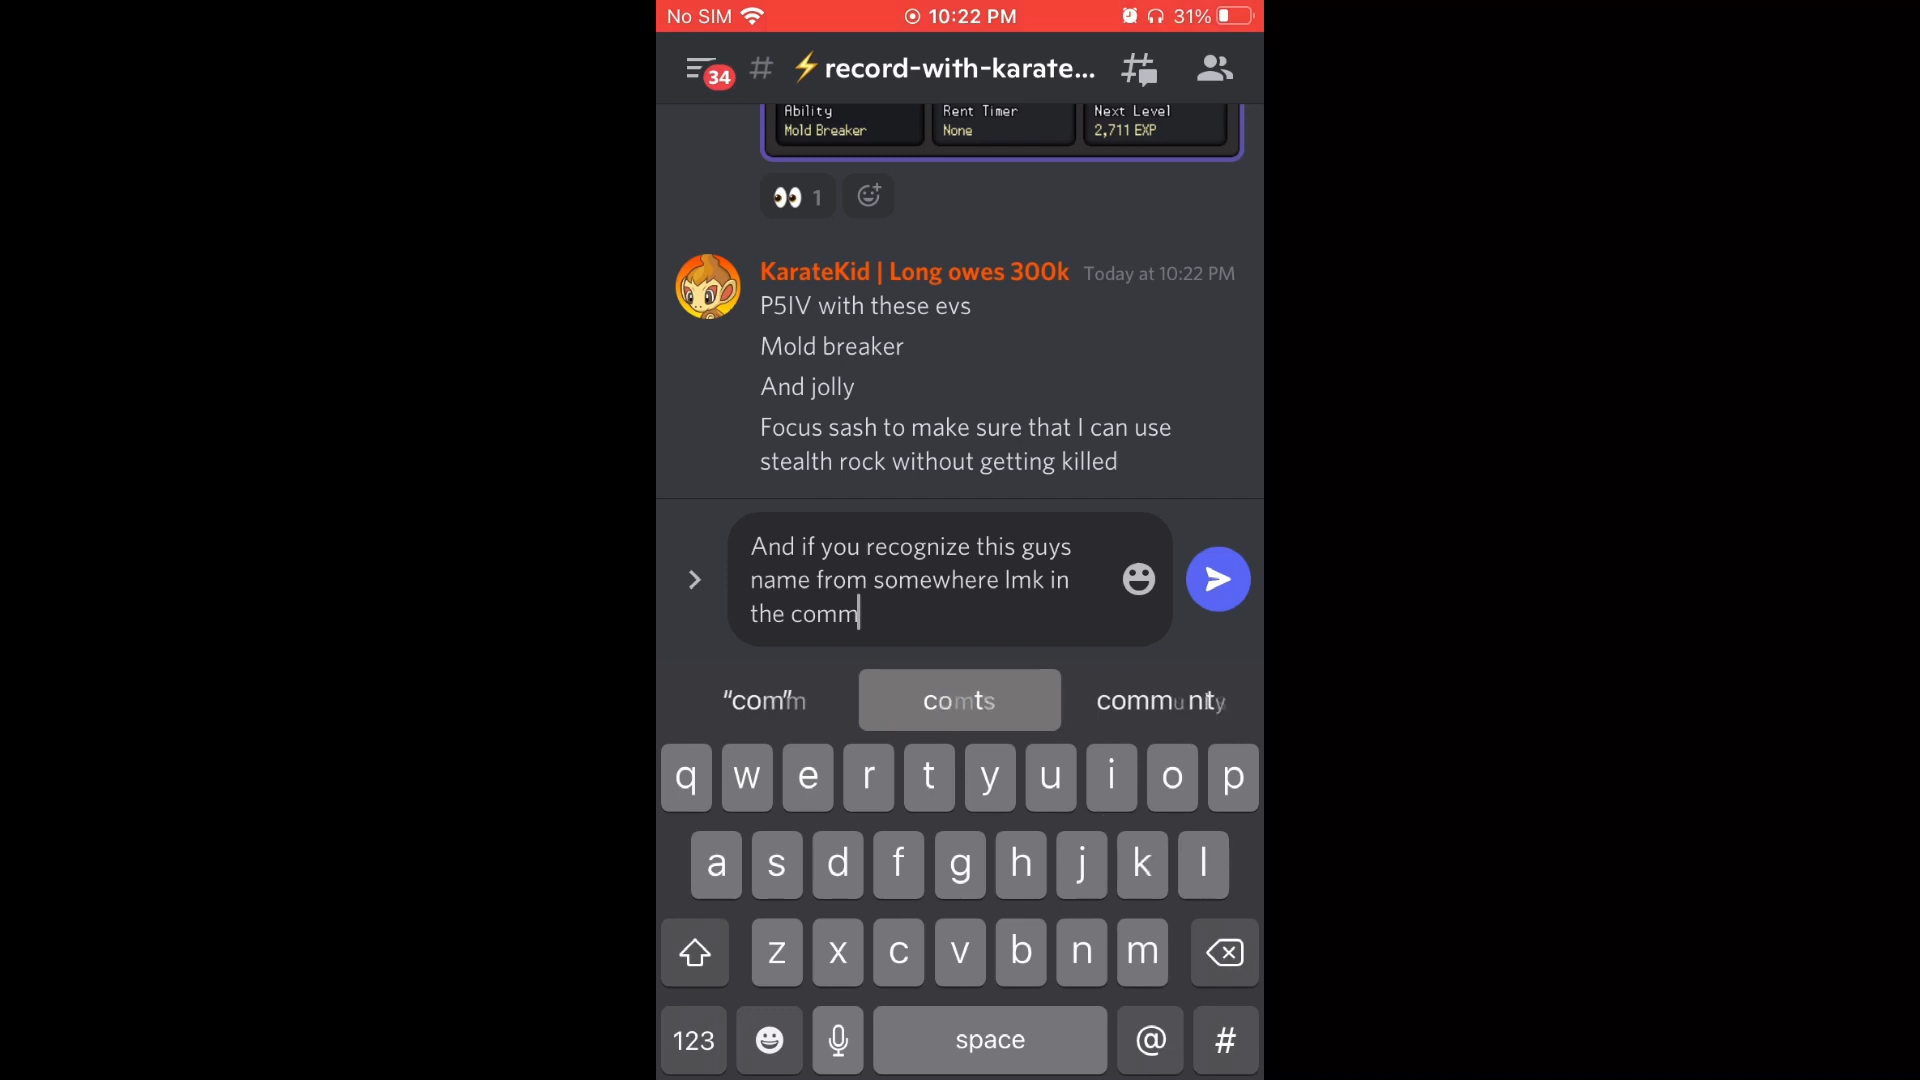 No SIM 10:22 PM 31%
34 # ⚡record-with-karate...
Ability Rent Timer Next Level
Mold Breaker None 2,711 EXP
👀 1
KarateKid | Long owes 300k Today at 10:22 PM
P5IV with these evs
Mold breaker
And jolly
Focus sash to make sure that I can use
stealth rock without getting killed
And if you recognize this guys
name from somewhere lmk in
the comm
q w e r t y u i o p
a s d f g h j k l
z x c v b n m
123 space @ #